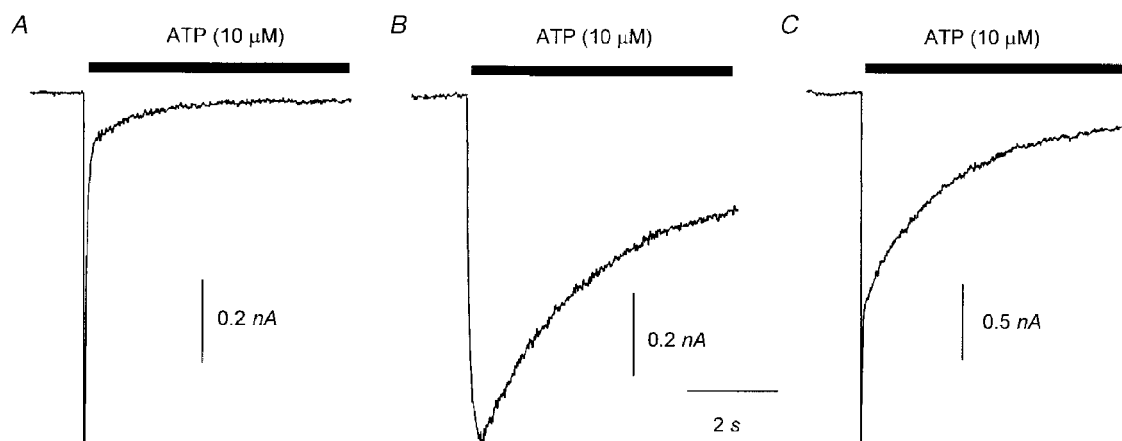 A B C
ATP (10 μM) ATP (10 μM) ATP (10 μM)
0.2 nA 0.2 nA 0.5 nA
2 s